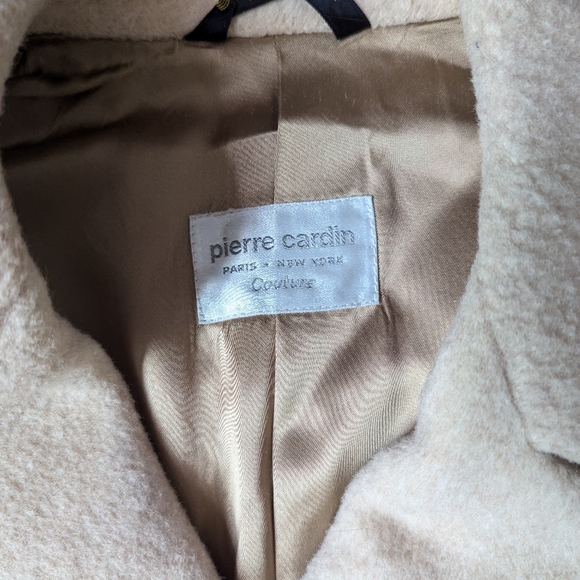 pierre cardin
PARIS • NEW YORK
Couture